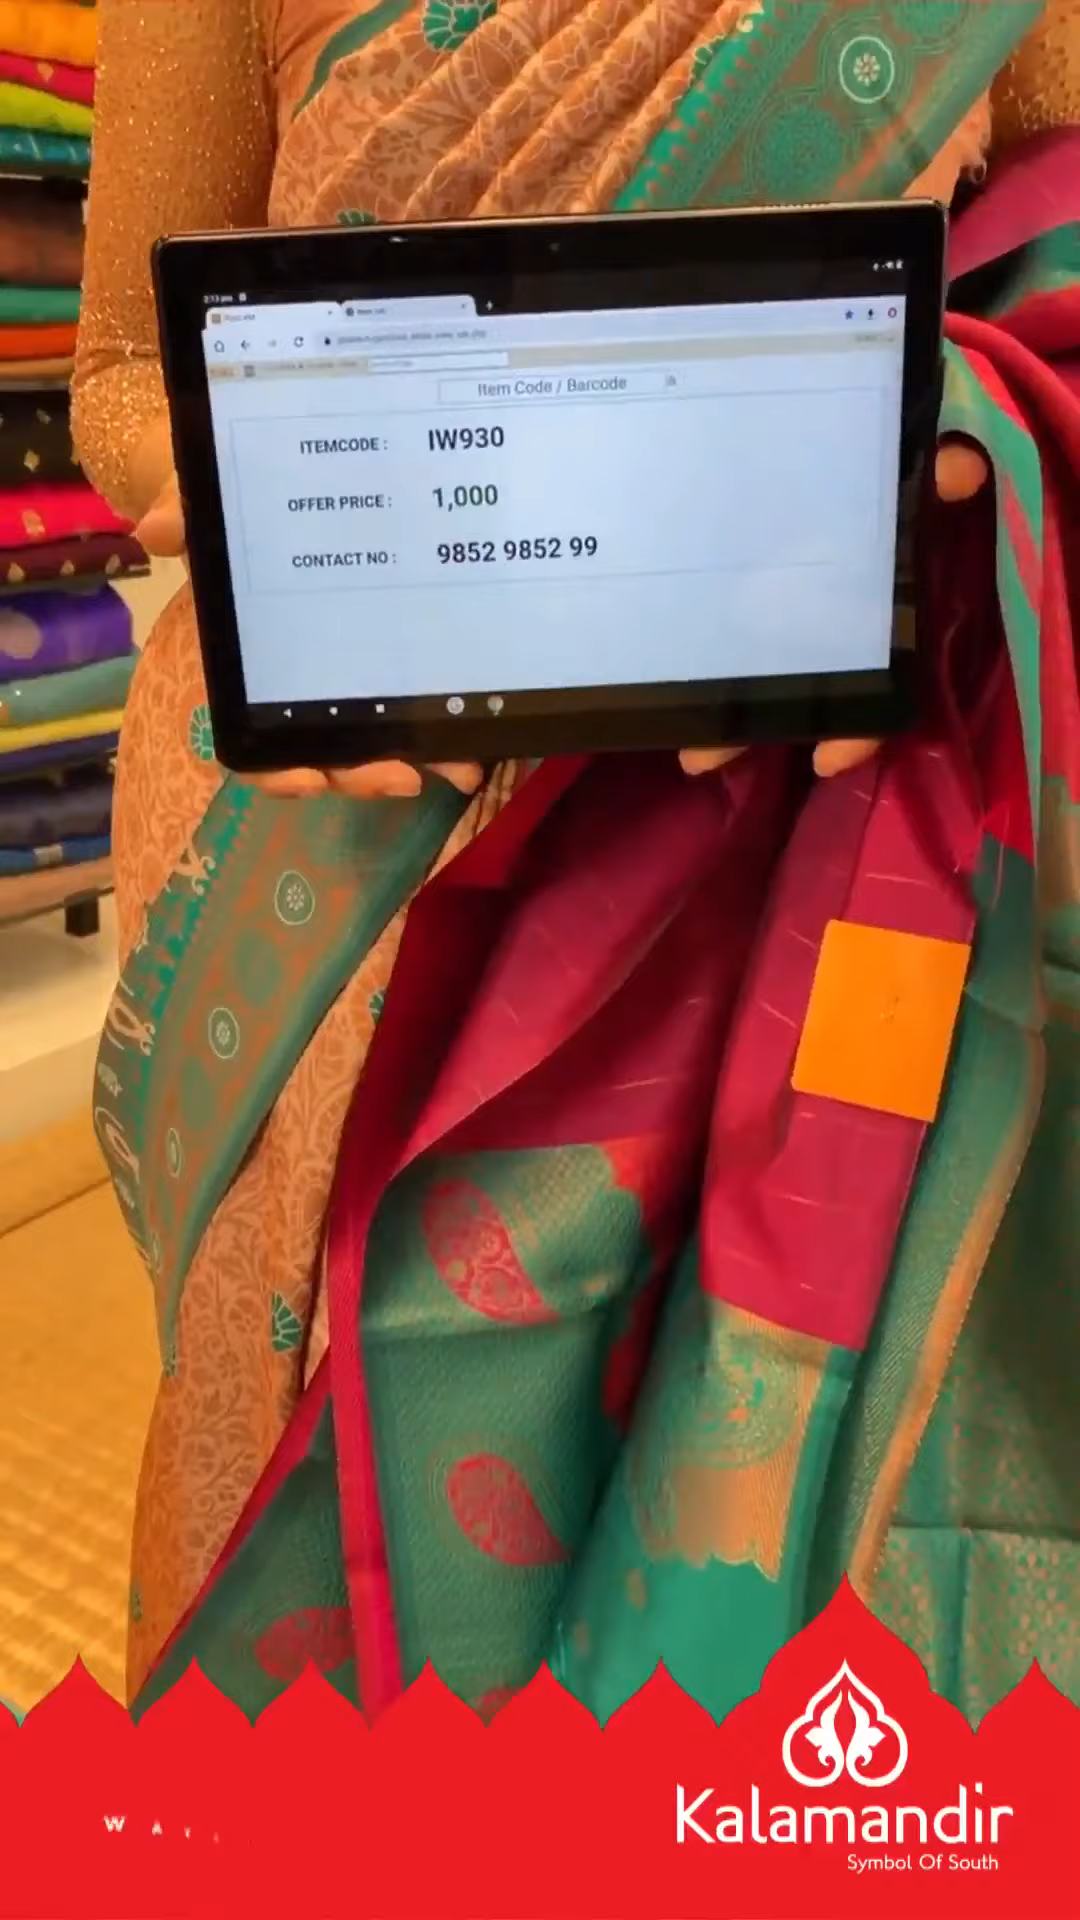 Item Code / Barcode
ITEMCODE : IW930
OFFER PRICE : 1,000
CONTACT NO : 9852 9852 99
Kalamandir
Symbol Of South